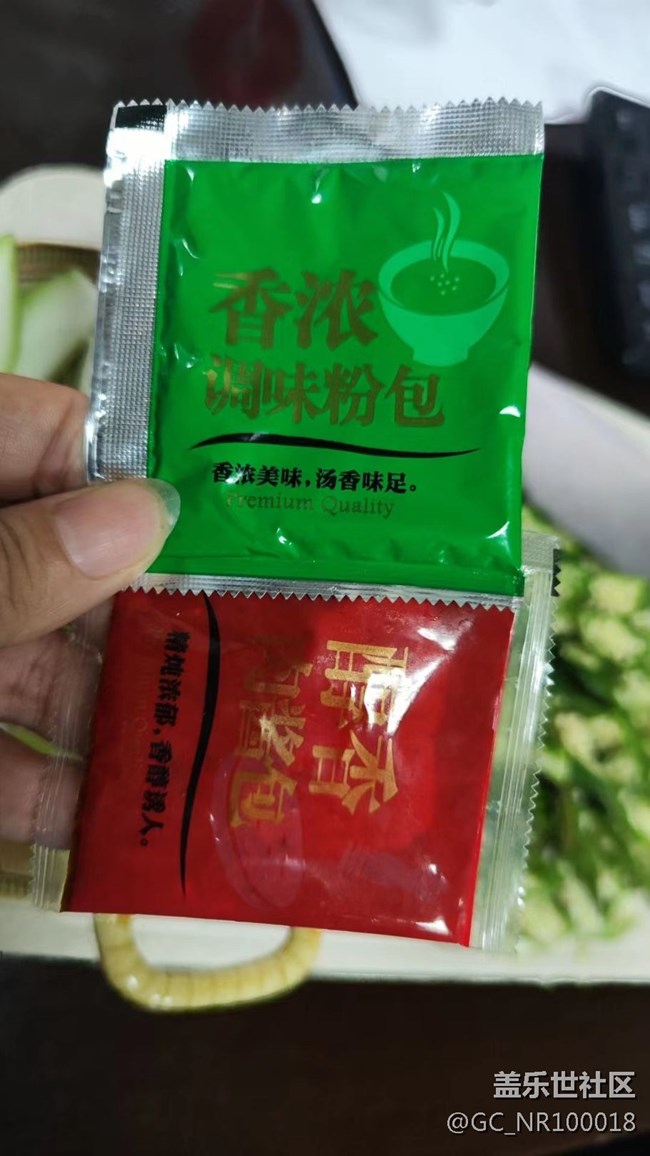 香浓
调味粉包
香浓美味，汤香味足。
Premium Quality
醇香
肉酱包
精炖浓郁，香醇诱人。
盖乐世社区
@GC_NR100018